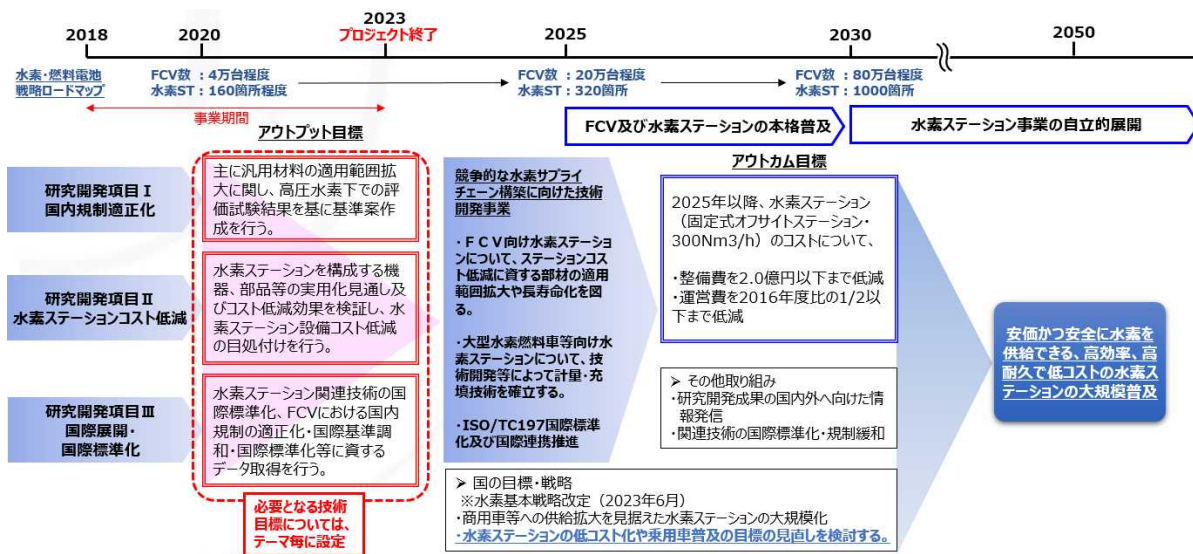 2018
2020
2023
プロジェクト終了
2025
2030
2050
水素・燃料電池
戦略ロードマップ
FCV数 :4万台程度
水素ST:160箇所程度
FCV数 :20万台程度
水素ST:320箇所
FCV数 :80万台程度
水素ST:1000箇所
事業期間
FCV及び水素ステーションの本格普及
水素ステーション事業の自立的展開
アウトプット目標
研究開発項目Ⅰ
国内規制適正化
主に汎用材料の適用範囲拡
大に関し、高圧水素下での評
価試験結果を基に基準案作
成を行う。
研究開発項目Ⅱ
水素ステーションコスト低減
水素ステーションを構成する機
器、部品等の実用化見通し及
びコスト低減効果を検証し、水
素ステーション設備コスト低減
の目処付けを行う。
研究開発項目Ⅲ
国際展開・
国際標準化
水素ステーション関連技術の国
際標準化、FCVにおける国内
規制の適正化・国際基準調
和・国際標準化等に資する
データ取得を行う。
必要となる技術
目標については、
テーマ毎に設定
競争的な水素サプライ
チェーン構築に向けた技術
開発事業
・FCV向け水素ステーショ
ンについて、ステーションコス
ト低減に資する部材の適用
範囲拡大や長寿命化を図
る。
・大型水素燃料車等向け水
素ステーションについて、技
術開発等によって計量・充
填技術を確立する。
・ISO/TC197国際標準
化及び国際連携推進
アウトカム目標
2025年以降、水素ステーション
(固定式オフサイトステーション・
300Nm3/h)のコストについて、
・整備費を2.0億円以下まで低減
・運営費を2016年度比の1/2以
下まで低減
➢ その他取り組み
・研究開発成果の国内外へ向けた情
報発信
・関連技術の国際標準化・規制緩和
➢ 国の目標・戦略
※水素基本戦略改定(2023年6月)
・商用車等への供給拡大を見据えた水素ステーションの大規模化
・水素ステーションの低コスト化や乗用車普及の目標の見直しを検討する。
安価かつ安全に水素を
供給できる、高効率、高
耐久で低コストの水素ス
テーションの大規模普及